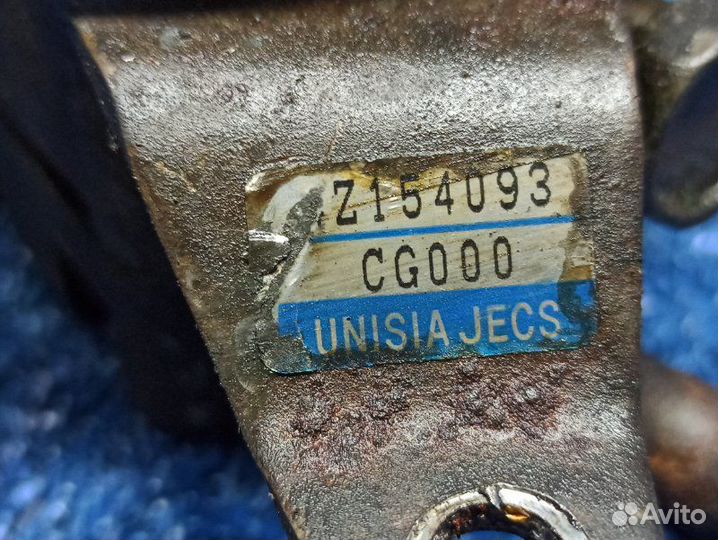 Z154093
CG000
UNISIA JECS
Avito